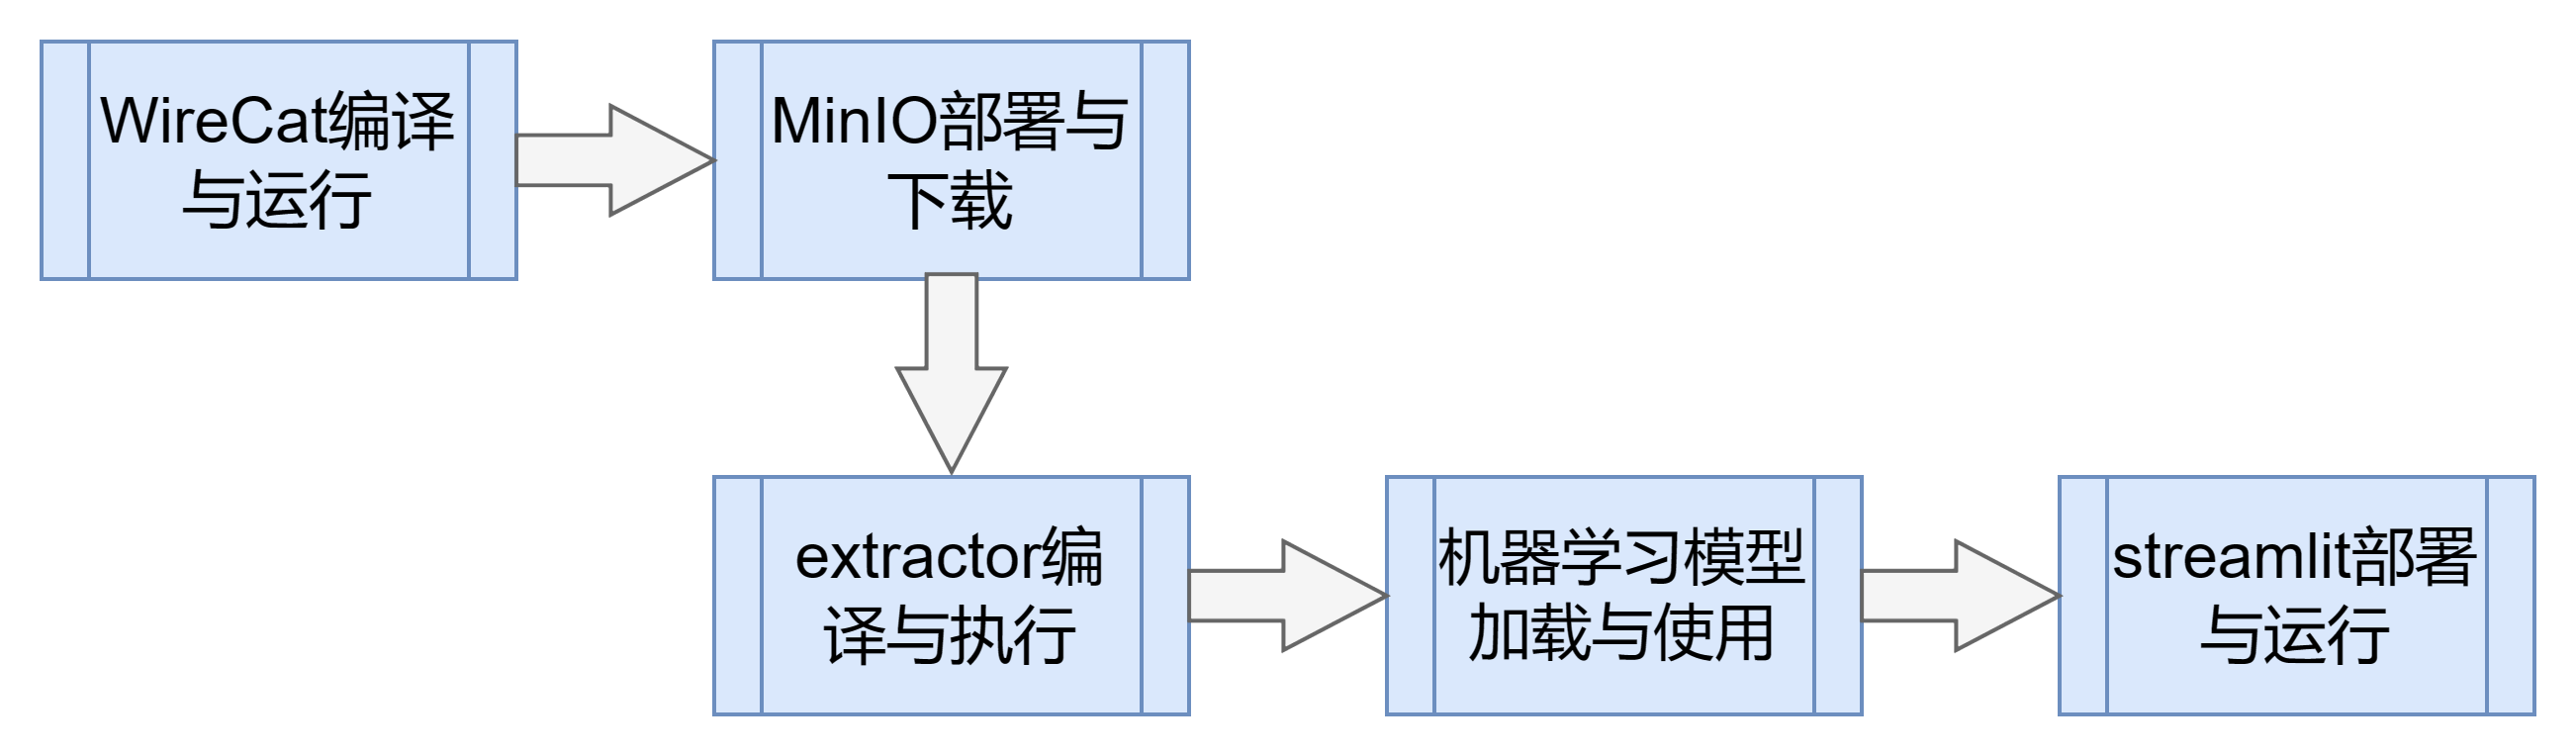 WireCat编译
与运行
MinIO部署与
下载
extractor编
译与执行
机器学习模型
加载与使用
streamlit部署
与运行